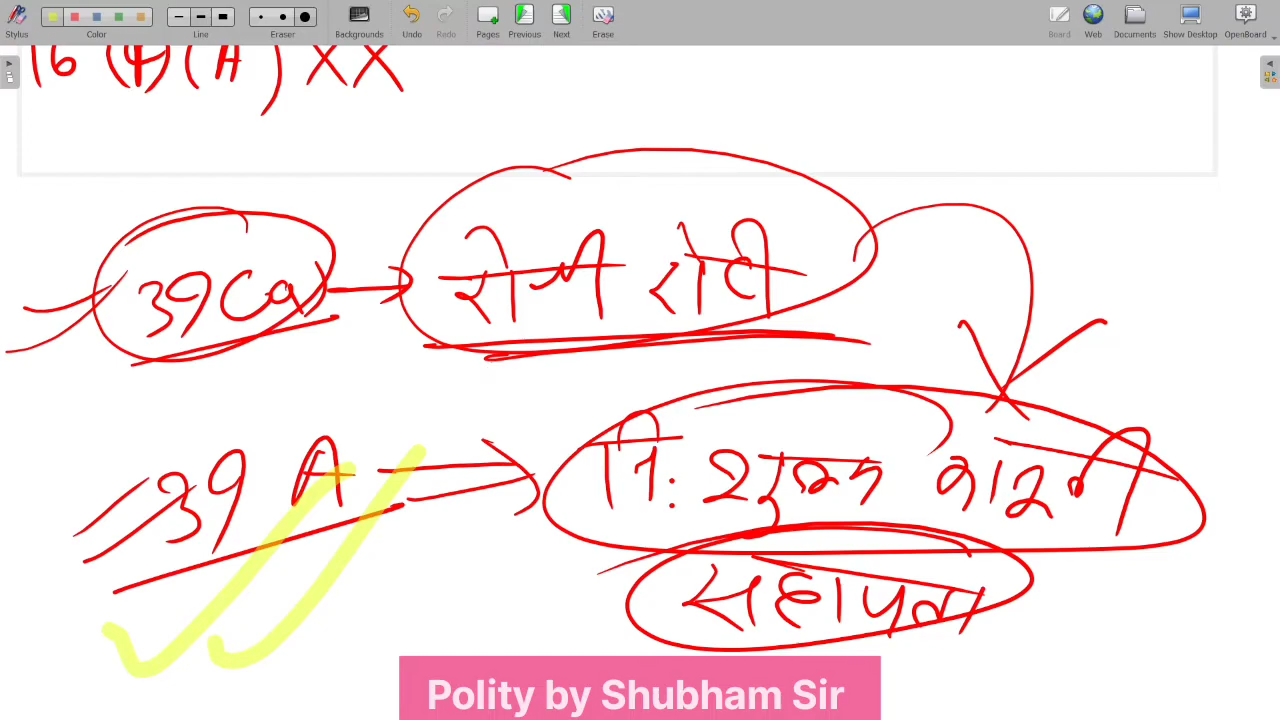 Stylus Color Line Eraser Backgrounds Undo Redo Pages Previous Next Erase Board Web Documents Show Desktop OpenBoard
16 (4) (A) XX
39(a) → रोजी रोटी
39 A → नि: शुल्क कानूनी
सहायता
Polity by Shubham Sir